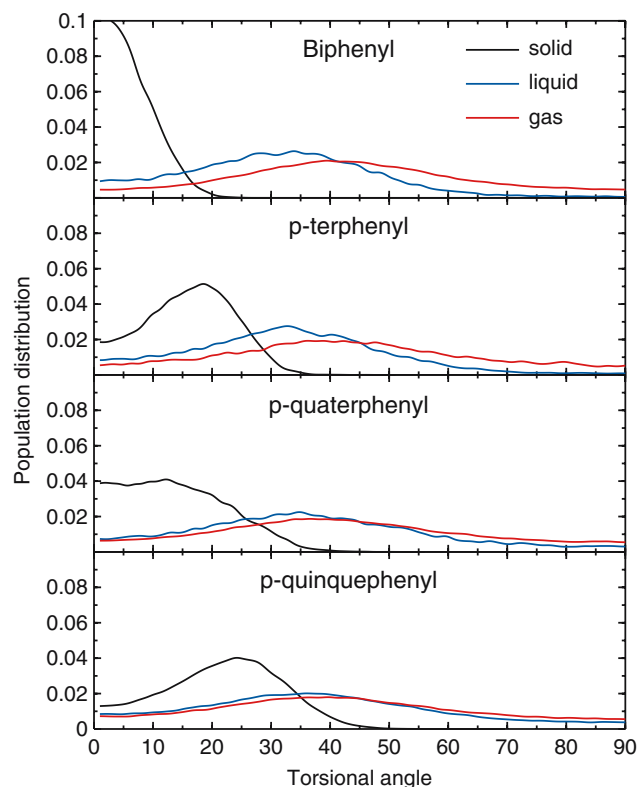 0.1
0.08
0.06
0.04
0.02
Biphenyl
solid
liquid
gas
0.08
0.06
0.04
0.02
p-terphenyl
0.08
0.06
0.04
0.02
p-quaterphenyl
0.08
0.06
0.04
0.02
0
p-quinquephenyl
Population distribution
0 10 20 30 40 50 60 70 80 90
Torsional angle